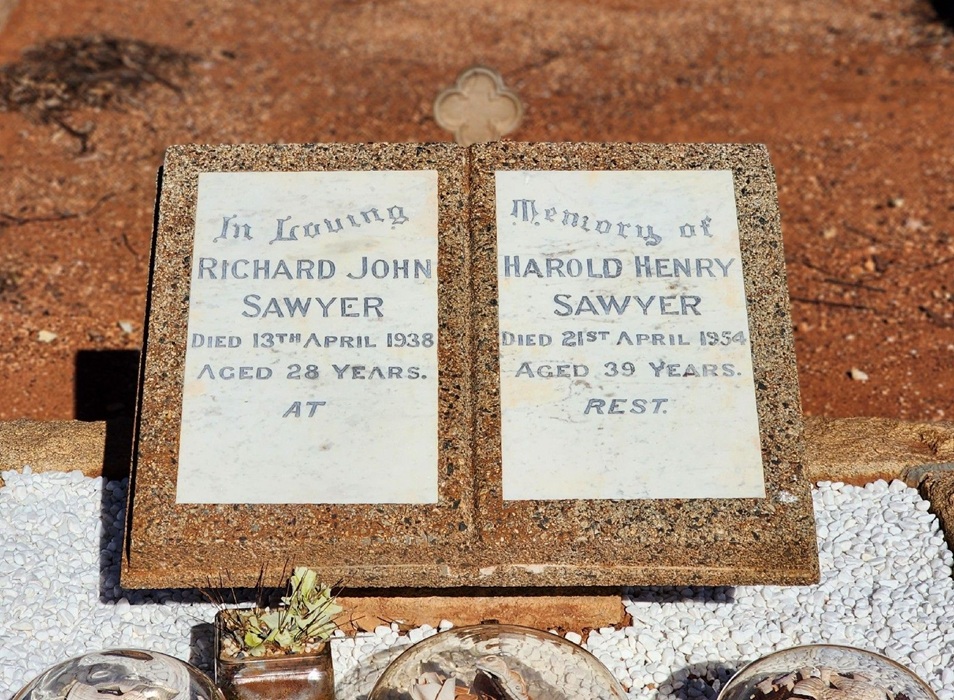 In Loving
RICHARD JOHN
SAWYER
DIED 13TH APRIL 1938
AGED 28 YEARS.
AT
Memory of
HAROLD HENRY
SAWYER
DIED 21ST APRIL 1954
AGED 39 YEARS.
REST.